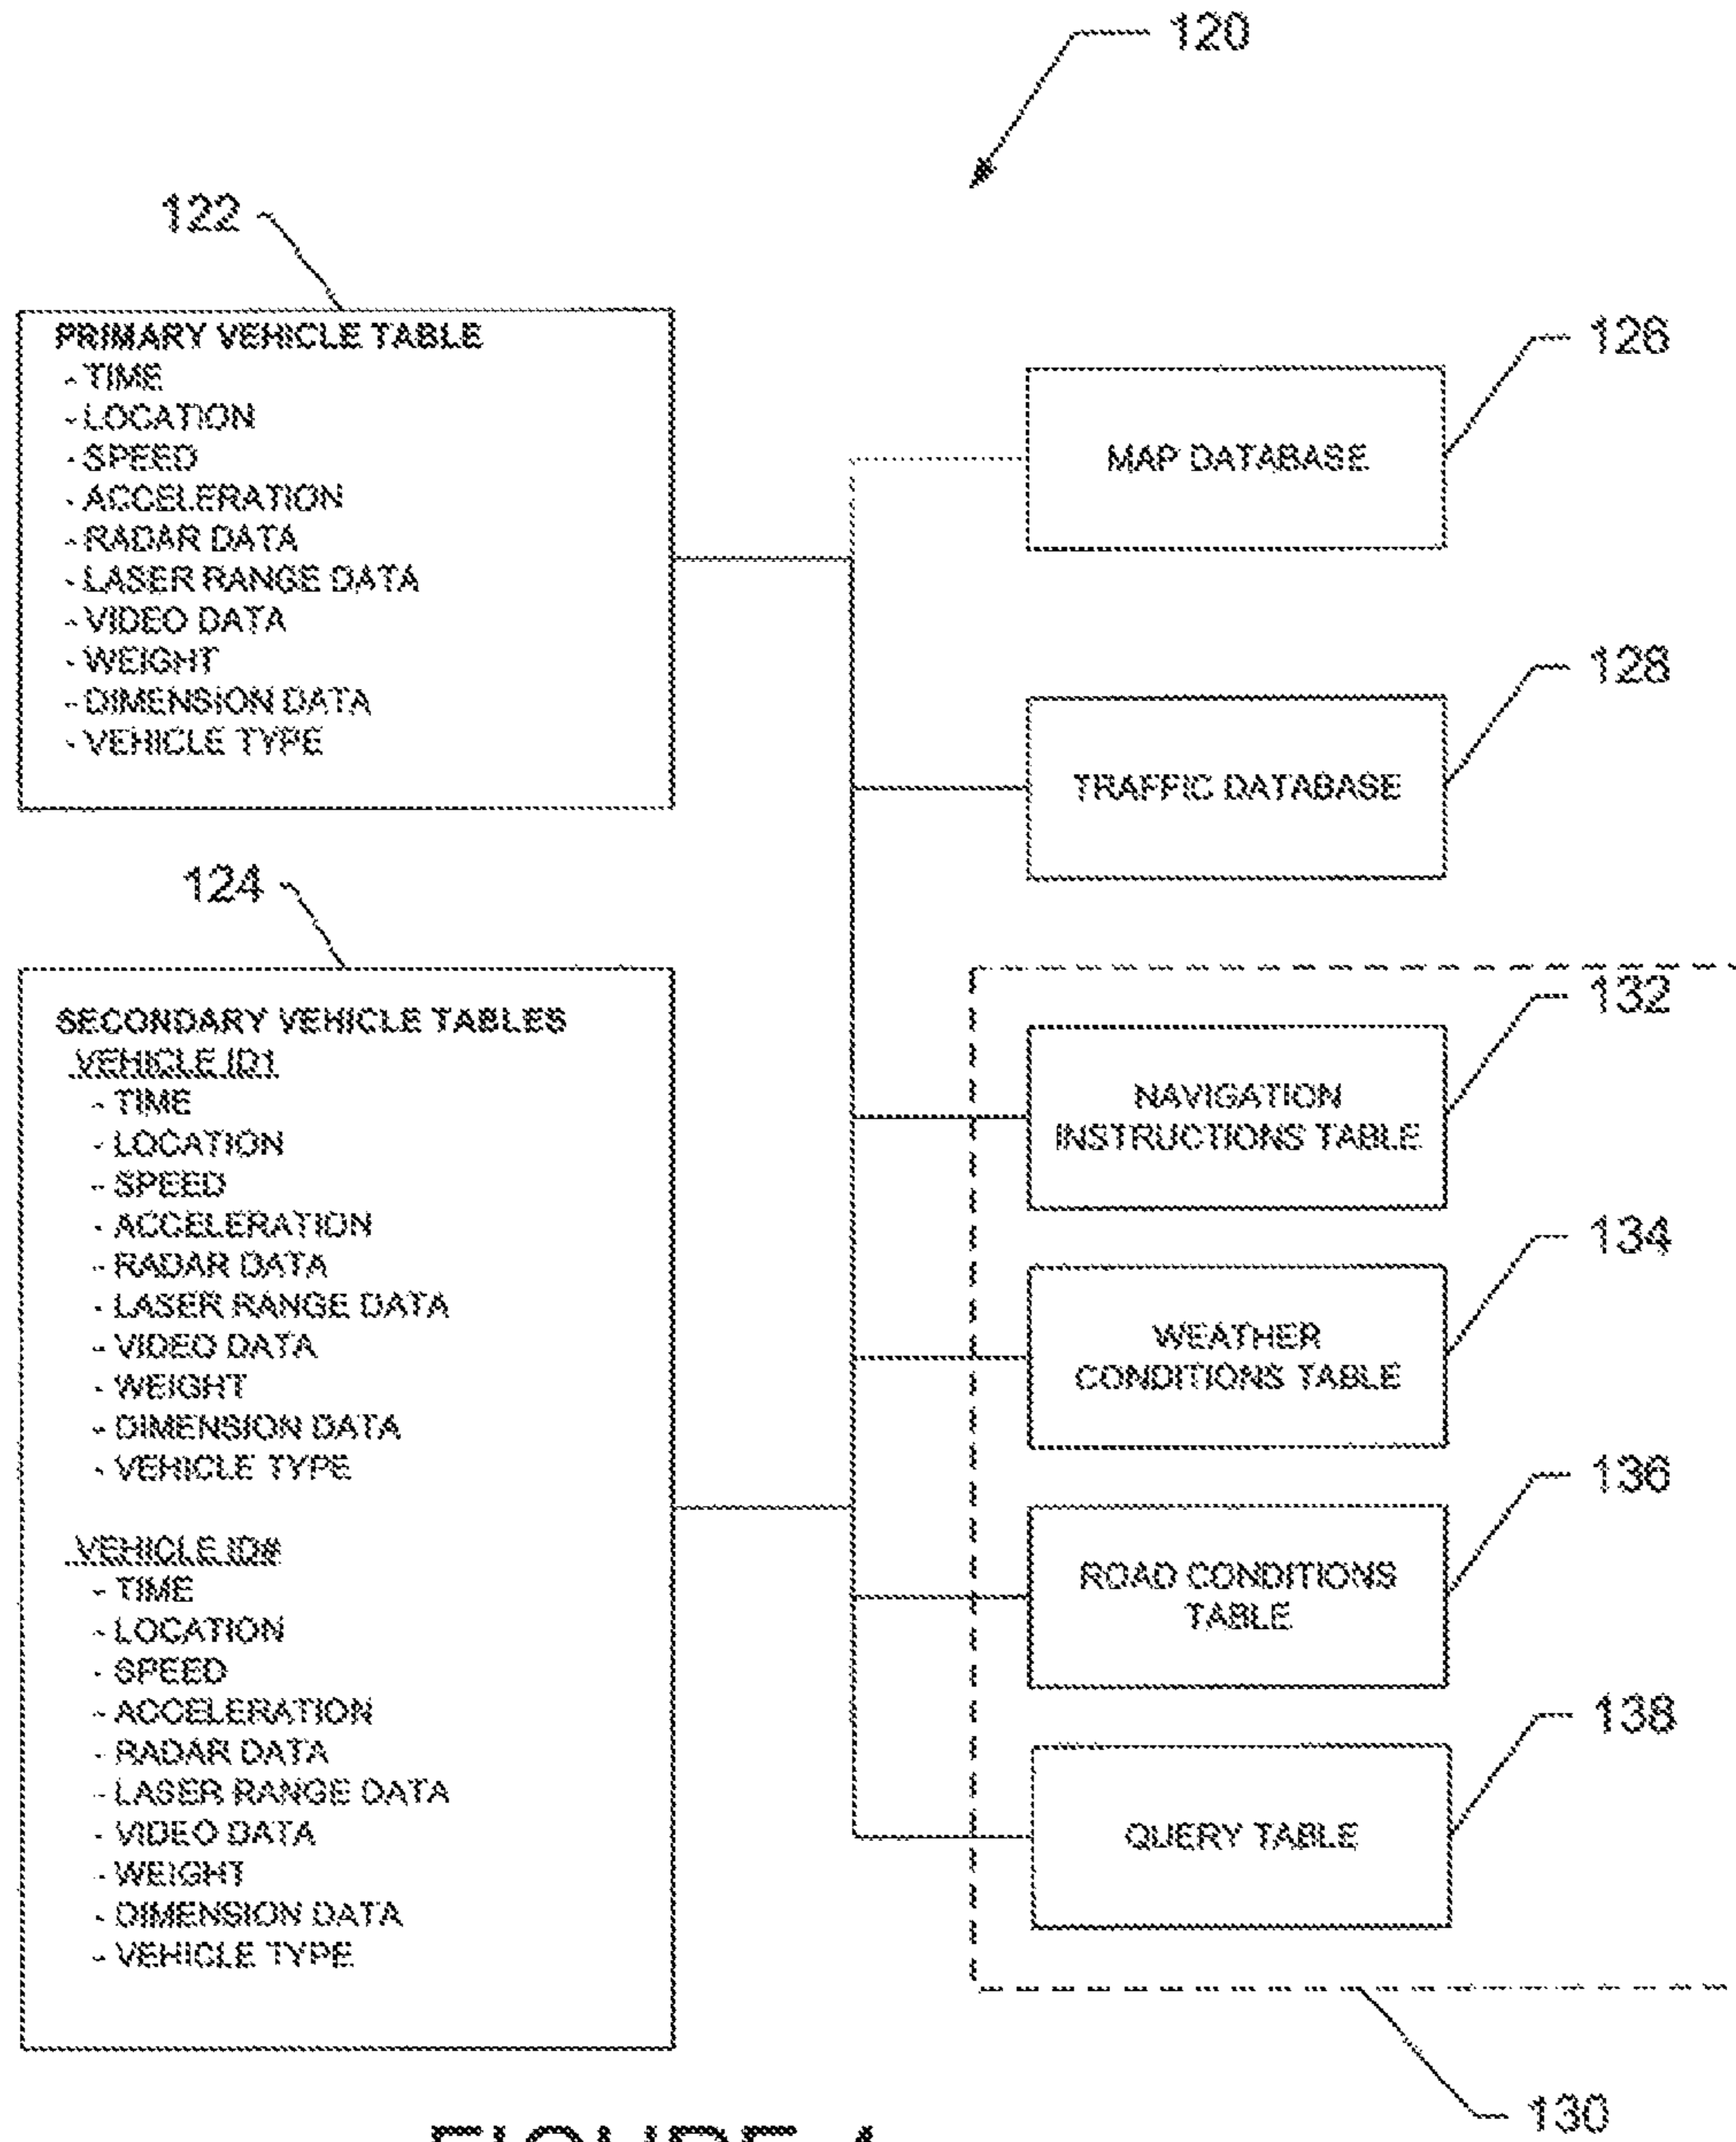 120
122
PRIMARY VEHICLE TABLE
- TIME
- LOCATION
- SPEED
- ACCELERATION
- RADAR DATA
- LASER RANGE DATA
- VIDEO DATA
- WEIGHT
- DIMENSION DATA
- VEHICLE TYPE
124
SECONDARY VEHICLE TABLES
VEHICLE ID1
- TIME
- LOCATION
- SPEED
- ACCELERATION
- RADAR DATA
- LASER RANGE DATA
- VIDEO DATA
- WEIGHT
- DIMENSION DATA
- VEHICLE TYPE
VEHICLE ID#
- TIME
- LOCATION
- SPEED
- ACCELERATION
- RADAR DATA
- LASER RANGE DATA
- VIDEO DATA
- WEIGHT
- DIMENSION DATA
- VEHICLE TYPE
126
MAP DATABASE
128
TRAFFIC DATABASE
132
NAVIGATION
INSTRUCTIONS TABLE
134
WEATHER
CONDITIONS TABLE
136
ROAD CONDITIONS
TABLE
138
QUERY TABLE
130
FIGURE